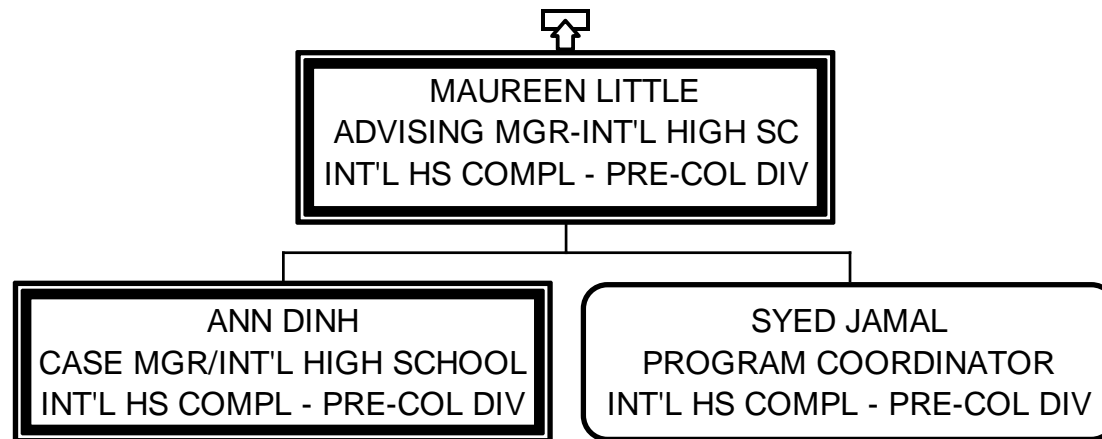 MAUREEN LITTLE
ADVISING MGR-INT'L HIGH SC
INT'L HS COMPL - PRE-COL DIV
ANN DINH
CASE MGR/INT'L HIGH SCHOOL
INT'L HS COMPL - PRE-COL DIV
SYED JAMAL
PROGRAM COORDINATOR
INT'L HS COMPL - PRE-COL DIV